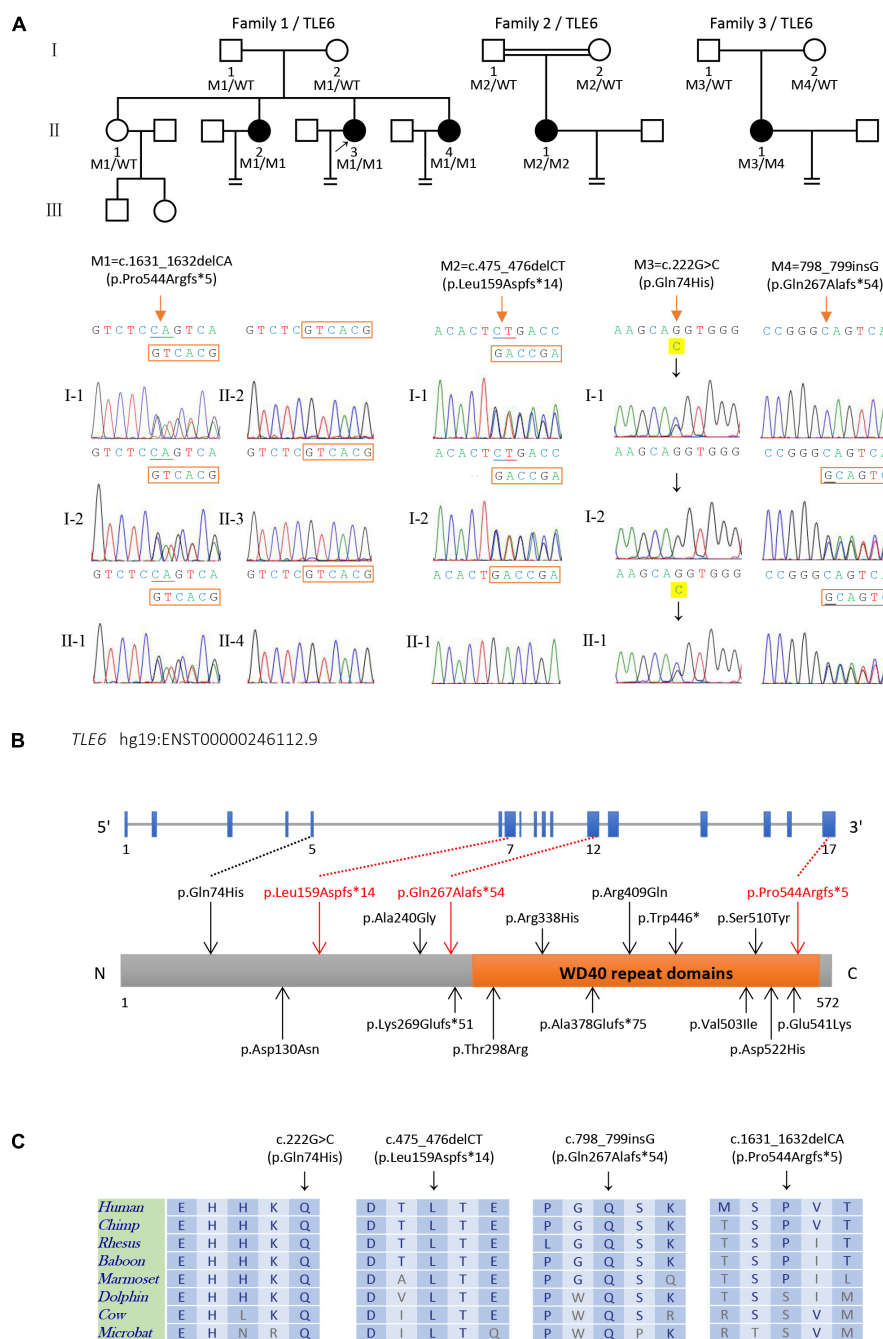 A
Family 1 / TLE6
Family 2 / TLE6
Family 3 / TLE6
I
1
2
1
2
1
2
M1/WT
M1/WT
M2/WT
M2/WT
M3/WT
M4/WT
II
1
2
3
4
1
1
M1/WT
M1/M1
M1/M1
M1/M1
M2/M2
M3/M4
III
M1=c.1631_1632delCA
(p.Pro544Argfs*5)
M2=c.475_476delCT
(p.Leu159Aspfs*14)
M3=c.222G>C
(p.Gln74His)
M4=798_799insG
(p.Gln267Alafs*54)
GTCTCCAGTCA
GTCTCGTCACG
ACACTCTGACC
AAGCAGGTGGG
CCGGGCAGTCA
GTCACG
GACCGA
C
I-1
II-2
I-1
I-1
GTCTCCAGTCA
GTCTCGTCACG
ACACTCTGACC
AAGCAGGTGGG
CCGGGCAGTCA
GTCACG
GACCGA
GCAGTC
I-2
II-3
I-2
I-2
GTCTCCAGTCA
GTCTCGTCACG
ACACTGACCGA
AAGCAGGTGGG
CCGGGCAGTCA
GTCACG
C
GCAGTC
II-1
II-4
II-1
II-1
B
TLE6 hg19:ENST00000246112.9
5'
3'
1
5
7
12
17
p.Gln74His
p.Leu159Aspfs*14
p.Gln267Alafs*54
p.Arg409Gln
p.Pro544Argfs*5
p.Ala240Gly
p.Arg338His
p.Trp446*
p.Ser510Tyr
N
WD40 repeat domains
C
1
572
p.Lys269Glufs*51
p.Ala378Glufs*75
p.Val503Ile
p.Glu541Lys
p.Asp130Asn
p.Thr298Arg
p.Asp522His
C
c.222G>C
(p.Gln74His)
c.475_476delCT
(p.Leu159Aspfs*14)
c.798_799insG
(p.Gln267Alafs*54)
c.1631_1632delCA
(p.Pro544Argfs*5)
Human E H H K Q D T L T E P G Q S K M S P V T
Chimp E H H K Q D T L T E P G Q S K T S P V T
Rhesus E H H K Q D T L T E L G Q S K T S P I T
Baboon E H H K Q D T L T E P G Q S K T S P I T
Marmoset E H H K Q D A L T E P G Q S Q T S P I L
Dolphin E H H K Q D V L T E P W Q S K T S S I M
Cow E H L K Q D I L T E P W Q S R R S S V M
Microbat E H N R Q D I L T Q P W Q P K R T S V M